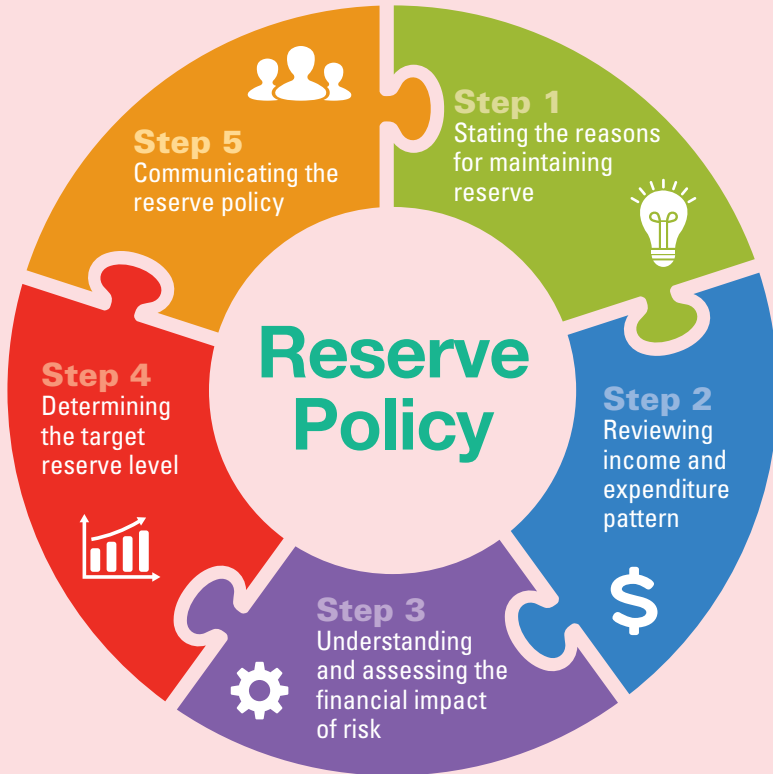 Reserve
Policy
Step 1
Stating the reasons
for maintaining
reserve
Step 2
Reviewing
income and
expenditure
pattern
$
Step 3
Understanding
and assessing the
financial impact
of risk
Step 4
Determining
the target
reserve level
Step 5
Communicating the
reserve policy